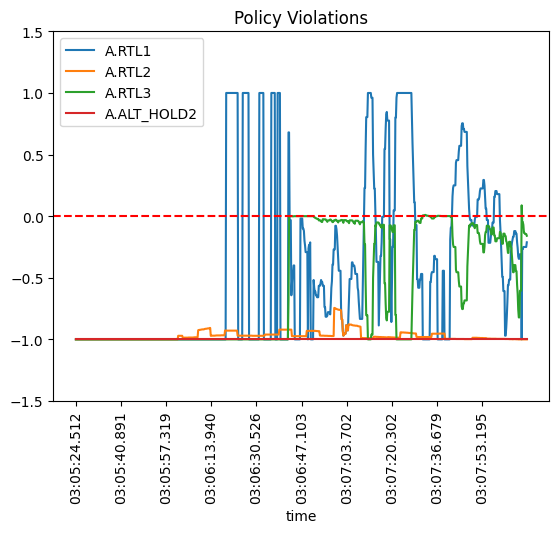 Policy Violations
A.RTL1
A.RTL2
A.RTL3
A.ALT_HOLD2
1.5
1.0
0.5
0.0
−0.5
−1.0
−1.5
03:05:24.512
03:05:40.891
03:05:57.319
03:06:13.940
03:06:30.526
03:06:47.103
03:07:03.702
03:07:20.302
03:07:36.679
03:07:53.195
time